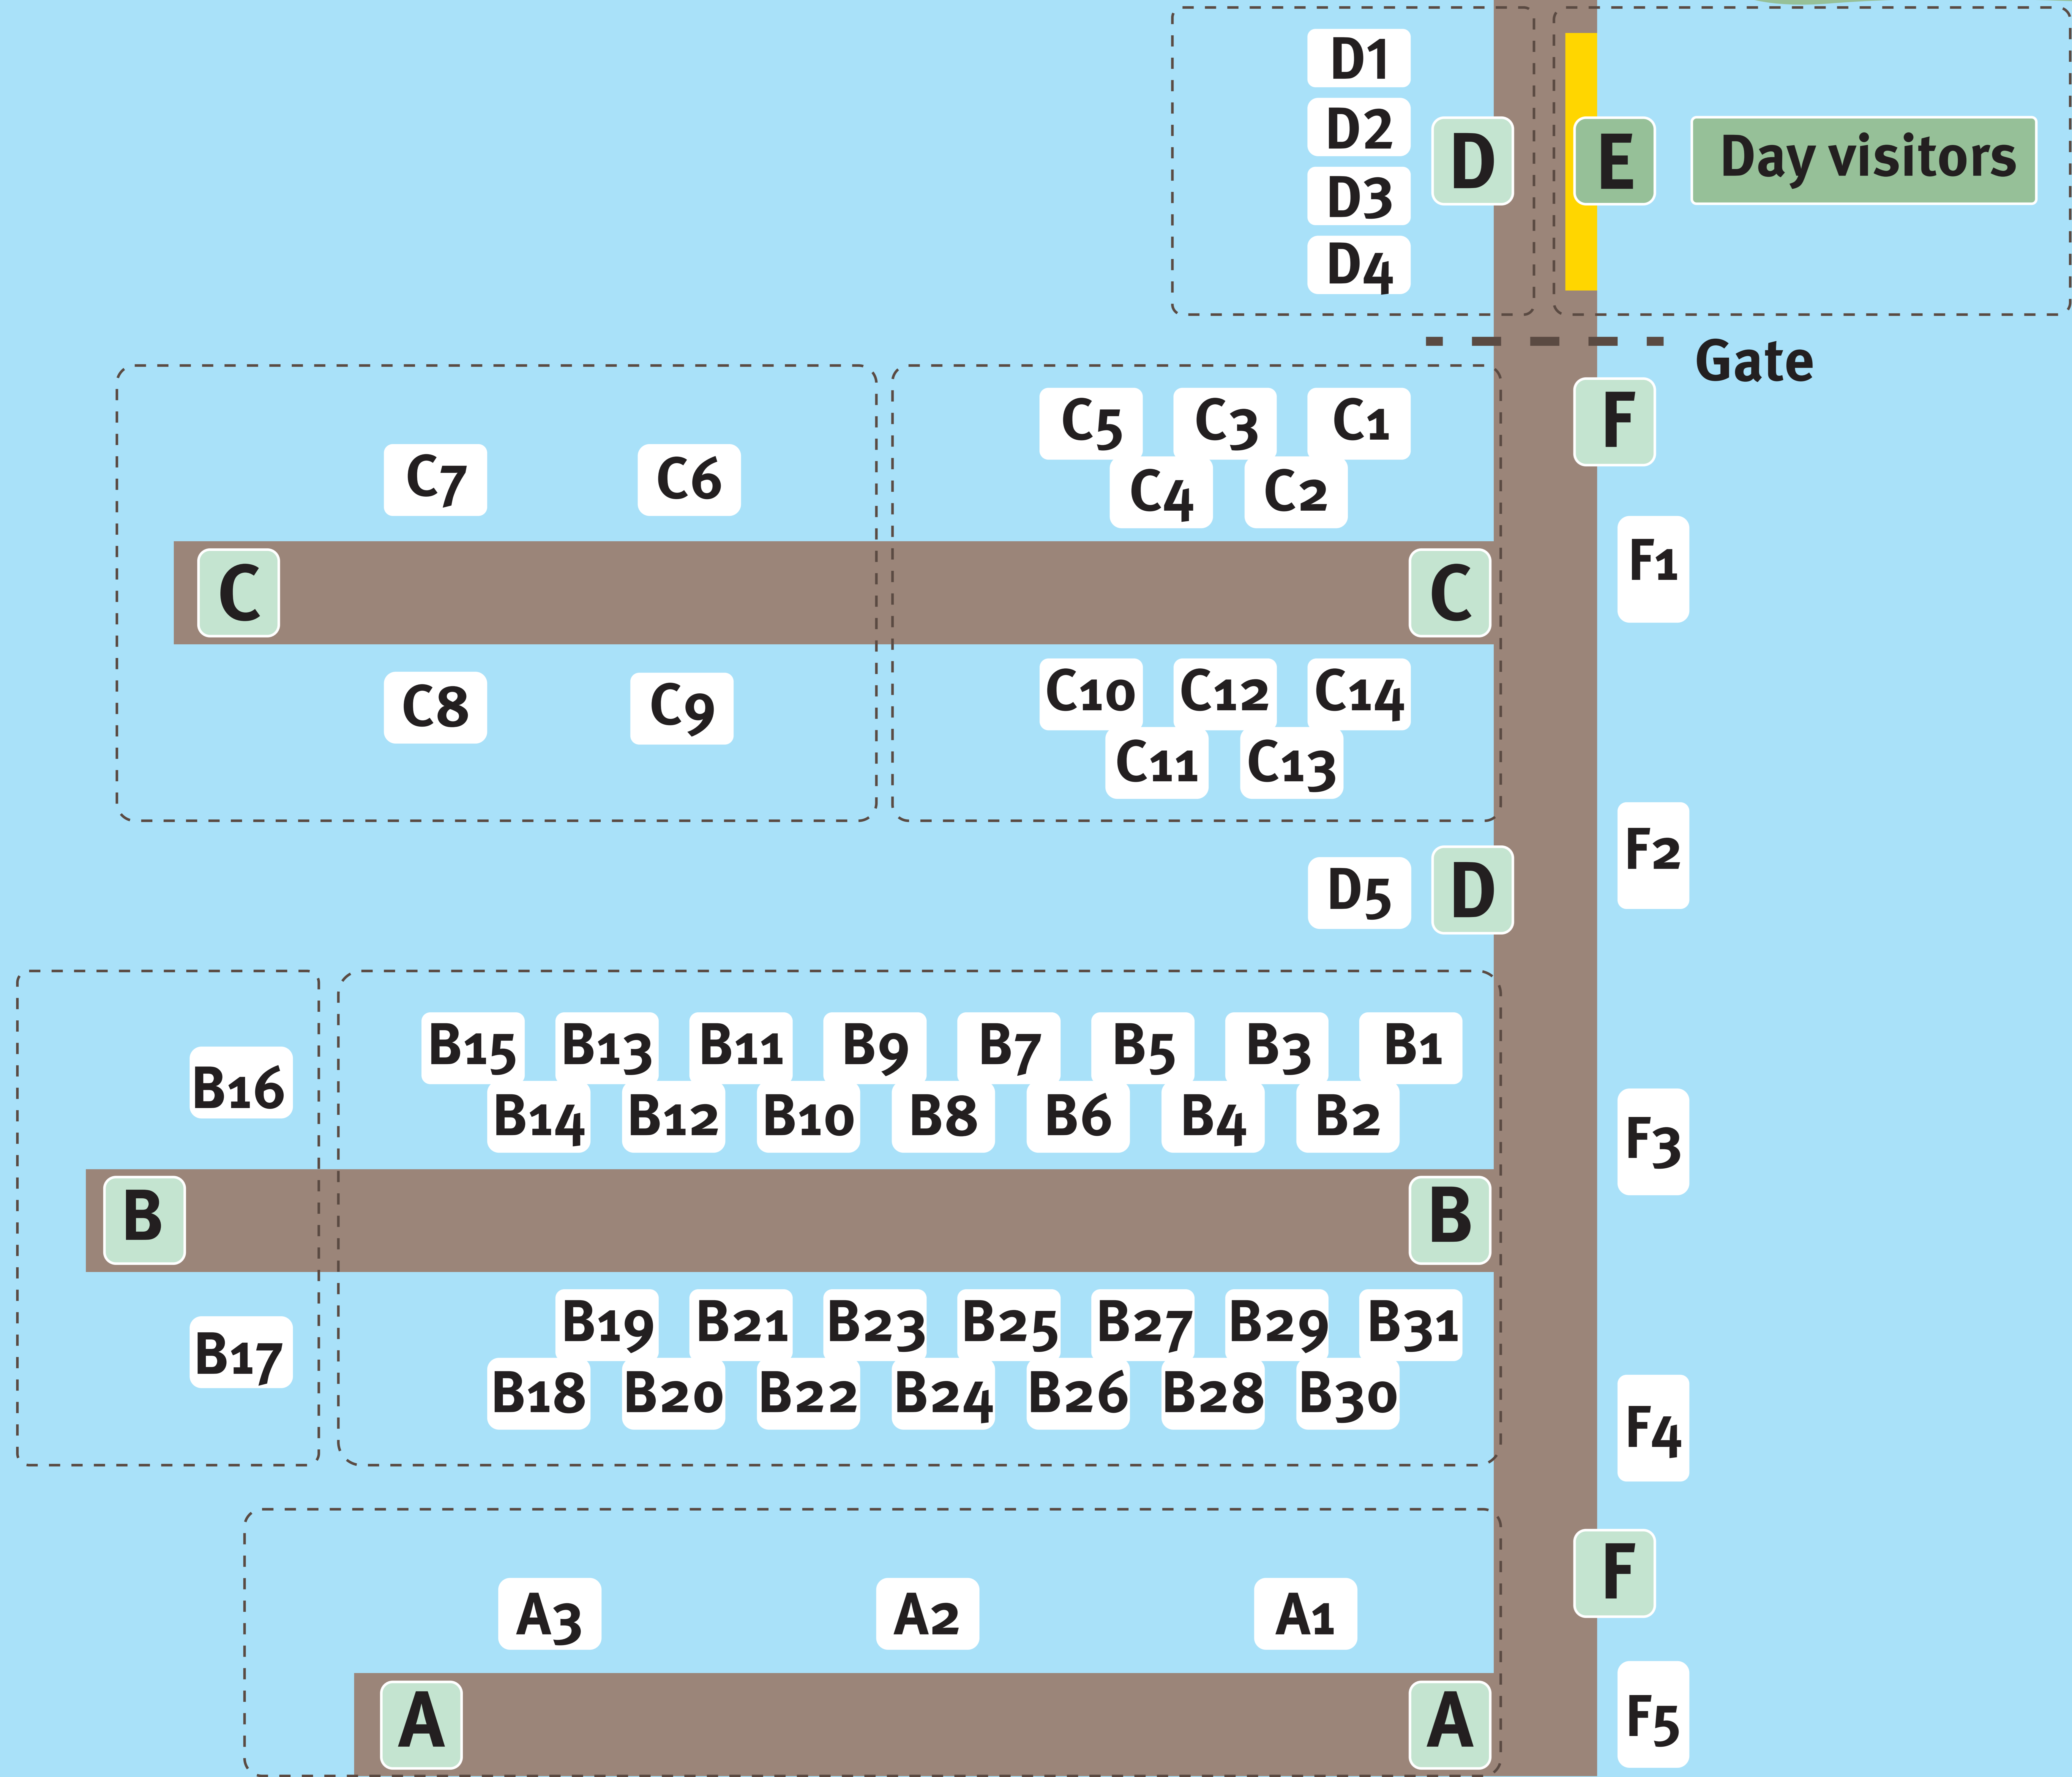 D1
D2
D3
D4
D
E
Day visitors
Gate
F
C5 C3 C1
C4 C2
C7 C6
F1
C
C
C10 C12 C14
C11 C13
C8 C9
F2
D5
D
B15 B13 B11 B9 B7 B5 B3 B1
B14 B12 B10 B8 B6 B4 B2
B16
F3
B
B
B19 B21 B23 B25 B27 B29 B31
B18 B20 B22 B24 B26 B28 B30
B17
F4
F
A3 A2 A1
A
A
F5